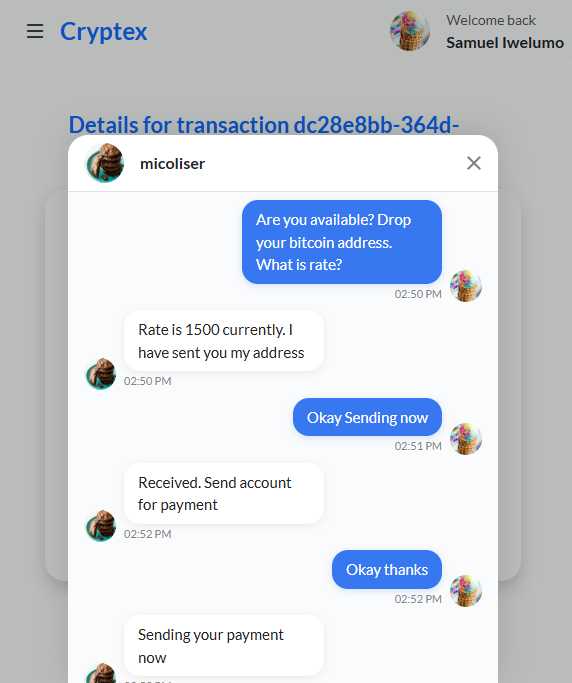 Cryptex
Welcome back
Samuel Iwelumo
Details for transaction dc28e8bb-364d-
micoliser
Are you available? Drop
your bitcoin address.
What is rate?
02:50 PM
Rate is 1500 currently. I
have sent you my address
02:50 PM
Okay Sending now
02:51 PM
Received. Send account
for payment
02:52 PM
Okay thanks
02:52 PM
Sending your payment
now